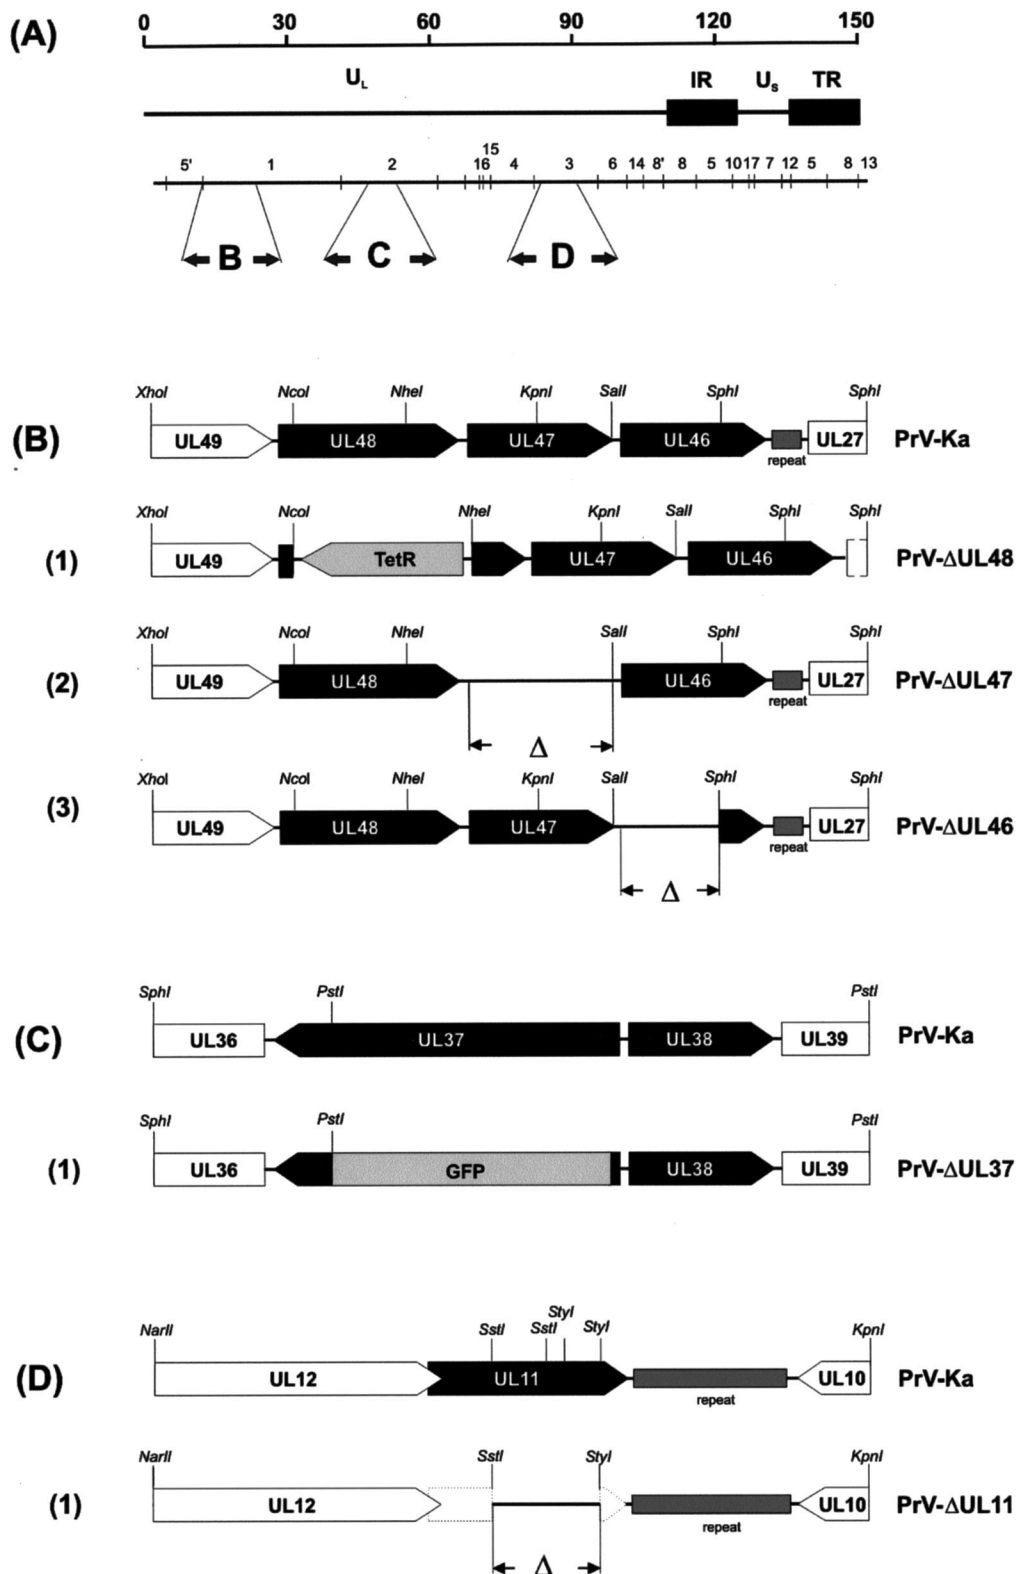 (A)
0 30 60 90 120 150
UL IR US TR
15
5' 1 2 16 4 3 6 14 8' 8 5 10 17 7 12 5 8 13
B C D
XhoI NcoI NheI KpnI SalI SphI SphI
(B) UL49 UL48 UL47 UL46 UL27 PrV-Ka
repeat
XhoI NcoI NheI KpnI SalI SphI SphI
(1) UL49 TetR UL47 UL46 PrV-ΔUL48
XhoI NcoI NheI SalI SphI SphI
(2) UL49 UL48 UL46 UL27 PrV-ΔUL47
repeat
Δ
XhoI NcoI NheI KpnI SalI SphI SphI
(3) UL49 UL48 UL47 UL27 PrV-ΔUL46
repeat
Δ
SphI PstI PstI
(C) UL36 UL37 UL38 UL39 PrV-Ka
SphI PstI PstI
(1) UL36 GFP UL38 UL39 PrV-ΔUL37
StyI
NarII SstI SstI StyI KpnI
(D) UL12 UL11 UL10 PrV-Ka
repeat
NarII SstI StyI KpnI
(1) UL12 UL10 PrV-ΔUL11
repeat
Δ